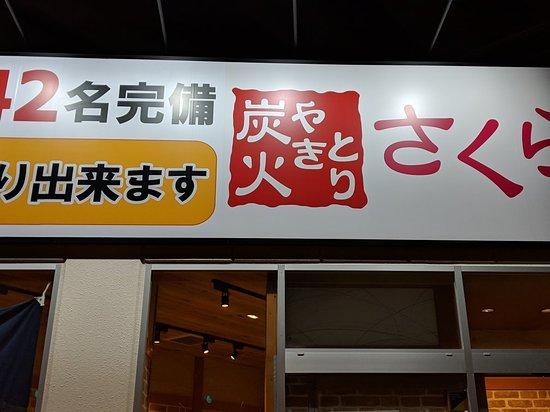 42名完備
り出来ます
炭火
やき
とり
さくら